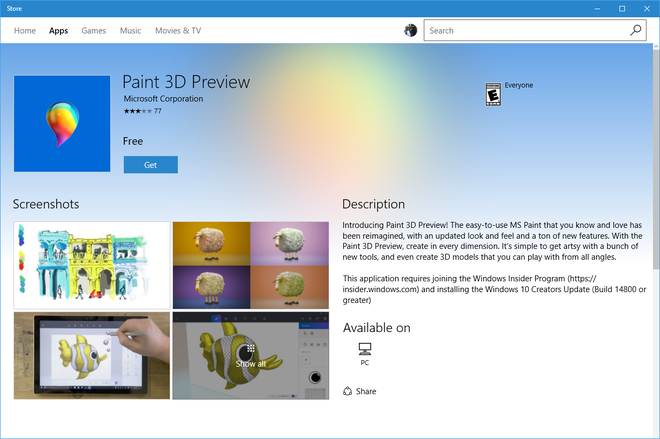 Store
Home Apps Games Music Movies & TV
Search
Paint 3D Preview
Microsoft Corporation
77
Free
Get
E
Everyone
Screenshots
Show all
Description
Introducing Paint 3D Preview! The easy-to-use MS Paint that you know and love has
been reimagined, with an updated look and feel and a ton of new features. With the
Paint 3D Preview, create in every dimension. It's simple to get artsy with a bunch of
new tools, and even create 3D models that you can play with from all angles.
This application requires joining the Windows Insider Program (https://
insider.windows.com) and installing the Windows 10 Creators Update (Build 14800 or
greater)
Available on
PC
Share